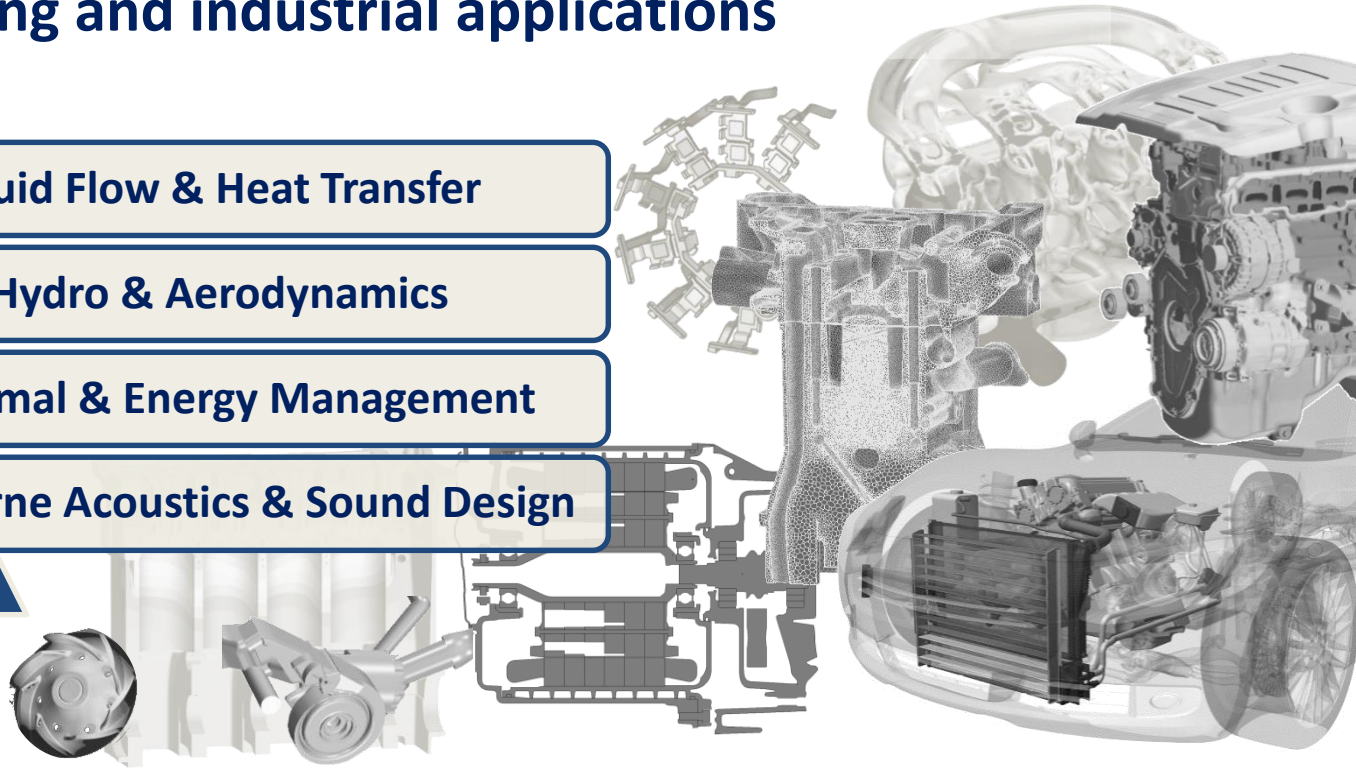 ng and industrial applications
uid Flow & Heat Transfer
Hydro & Aerodynamics
mal & Energy Management
rne Acoustics & Sound Design